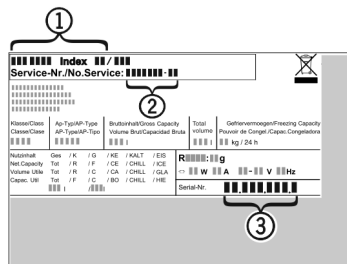 1
Index /
Service-Nr./No.Service: -
2
Klasse/Class Ap-Typ/AP-Type Bruttoinhalt/Gross Capacity Total Gefriervermoegen/Freezing Capacity
Classe/Clase AP-Type/AP-Tipo Volume Brut/Capacidad Bruta volume Pouvoir de Congel./Capac.Congeladora
l l kg / 24 h
Nutzinhalt Ges / K / G / KE / KALT / EIS
Net.Capacity Tot / R / F / CE / CHILL / ICE
Volume Utile Tot / R / C / CA / CHILL / GLA
Capac. Util Tot / F / C / BO / CHILL / HIE
l / l
R : g
W A - V Hz
Serial-Nr. . . .
3